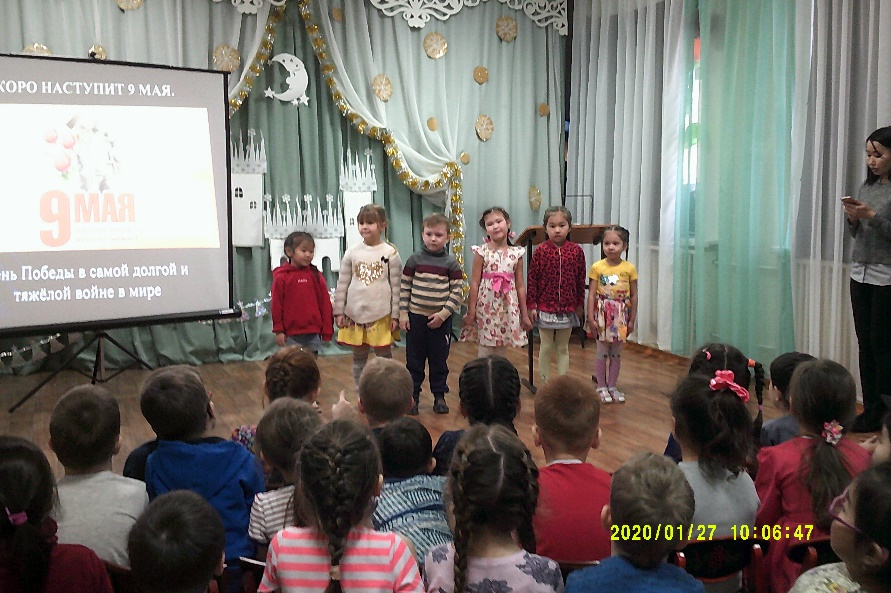 КОРО НАСТУПИТ 9 МАЯ.
9 МАЯ
ень Победы в самой долгой и
тяжёлой войне в мире
2020/01/27 10:06:47